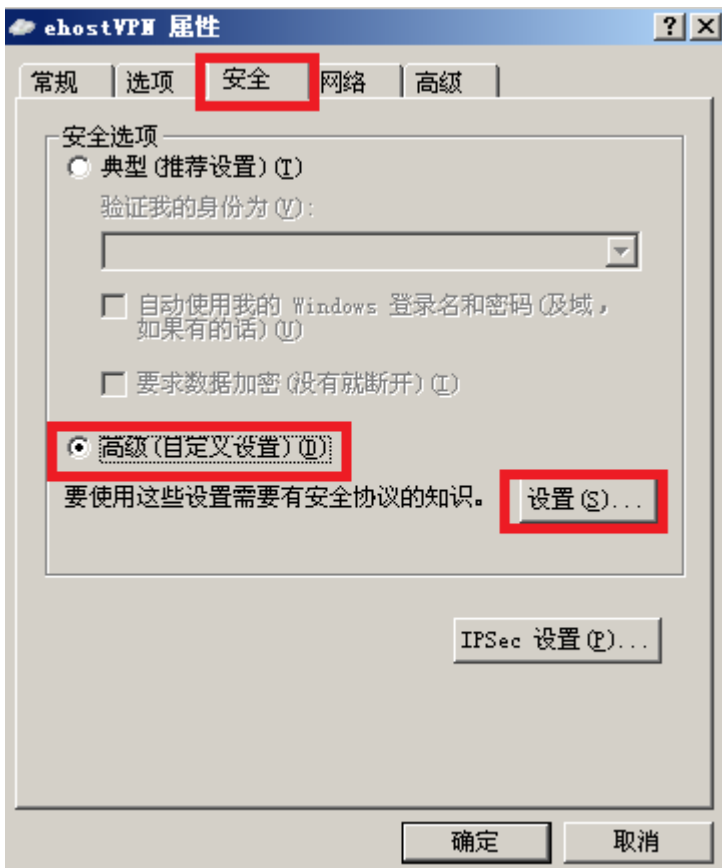 ehostVPN 属性
常规 选项 安全 网络 高级
安全选项
典型(推荐设置)(T)
验证我的身份为(V):
自动使用我的 Windows 登录名和密码(及域，
如果有的话)(U)
要求数据加密(没有就断开)(I)
高级(自定义设置)(D)
要使用这些设置需要有安全协议的知识。 设置(S)...
IPSec 设置(P)...
确定 取消